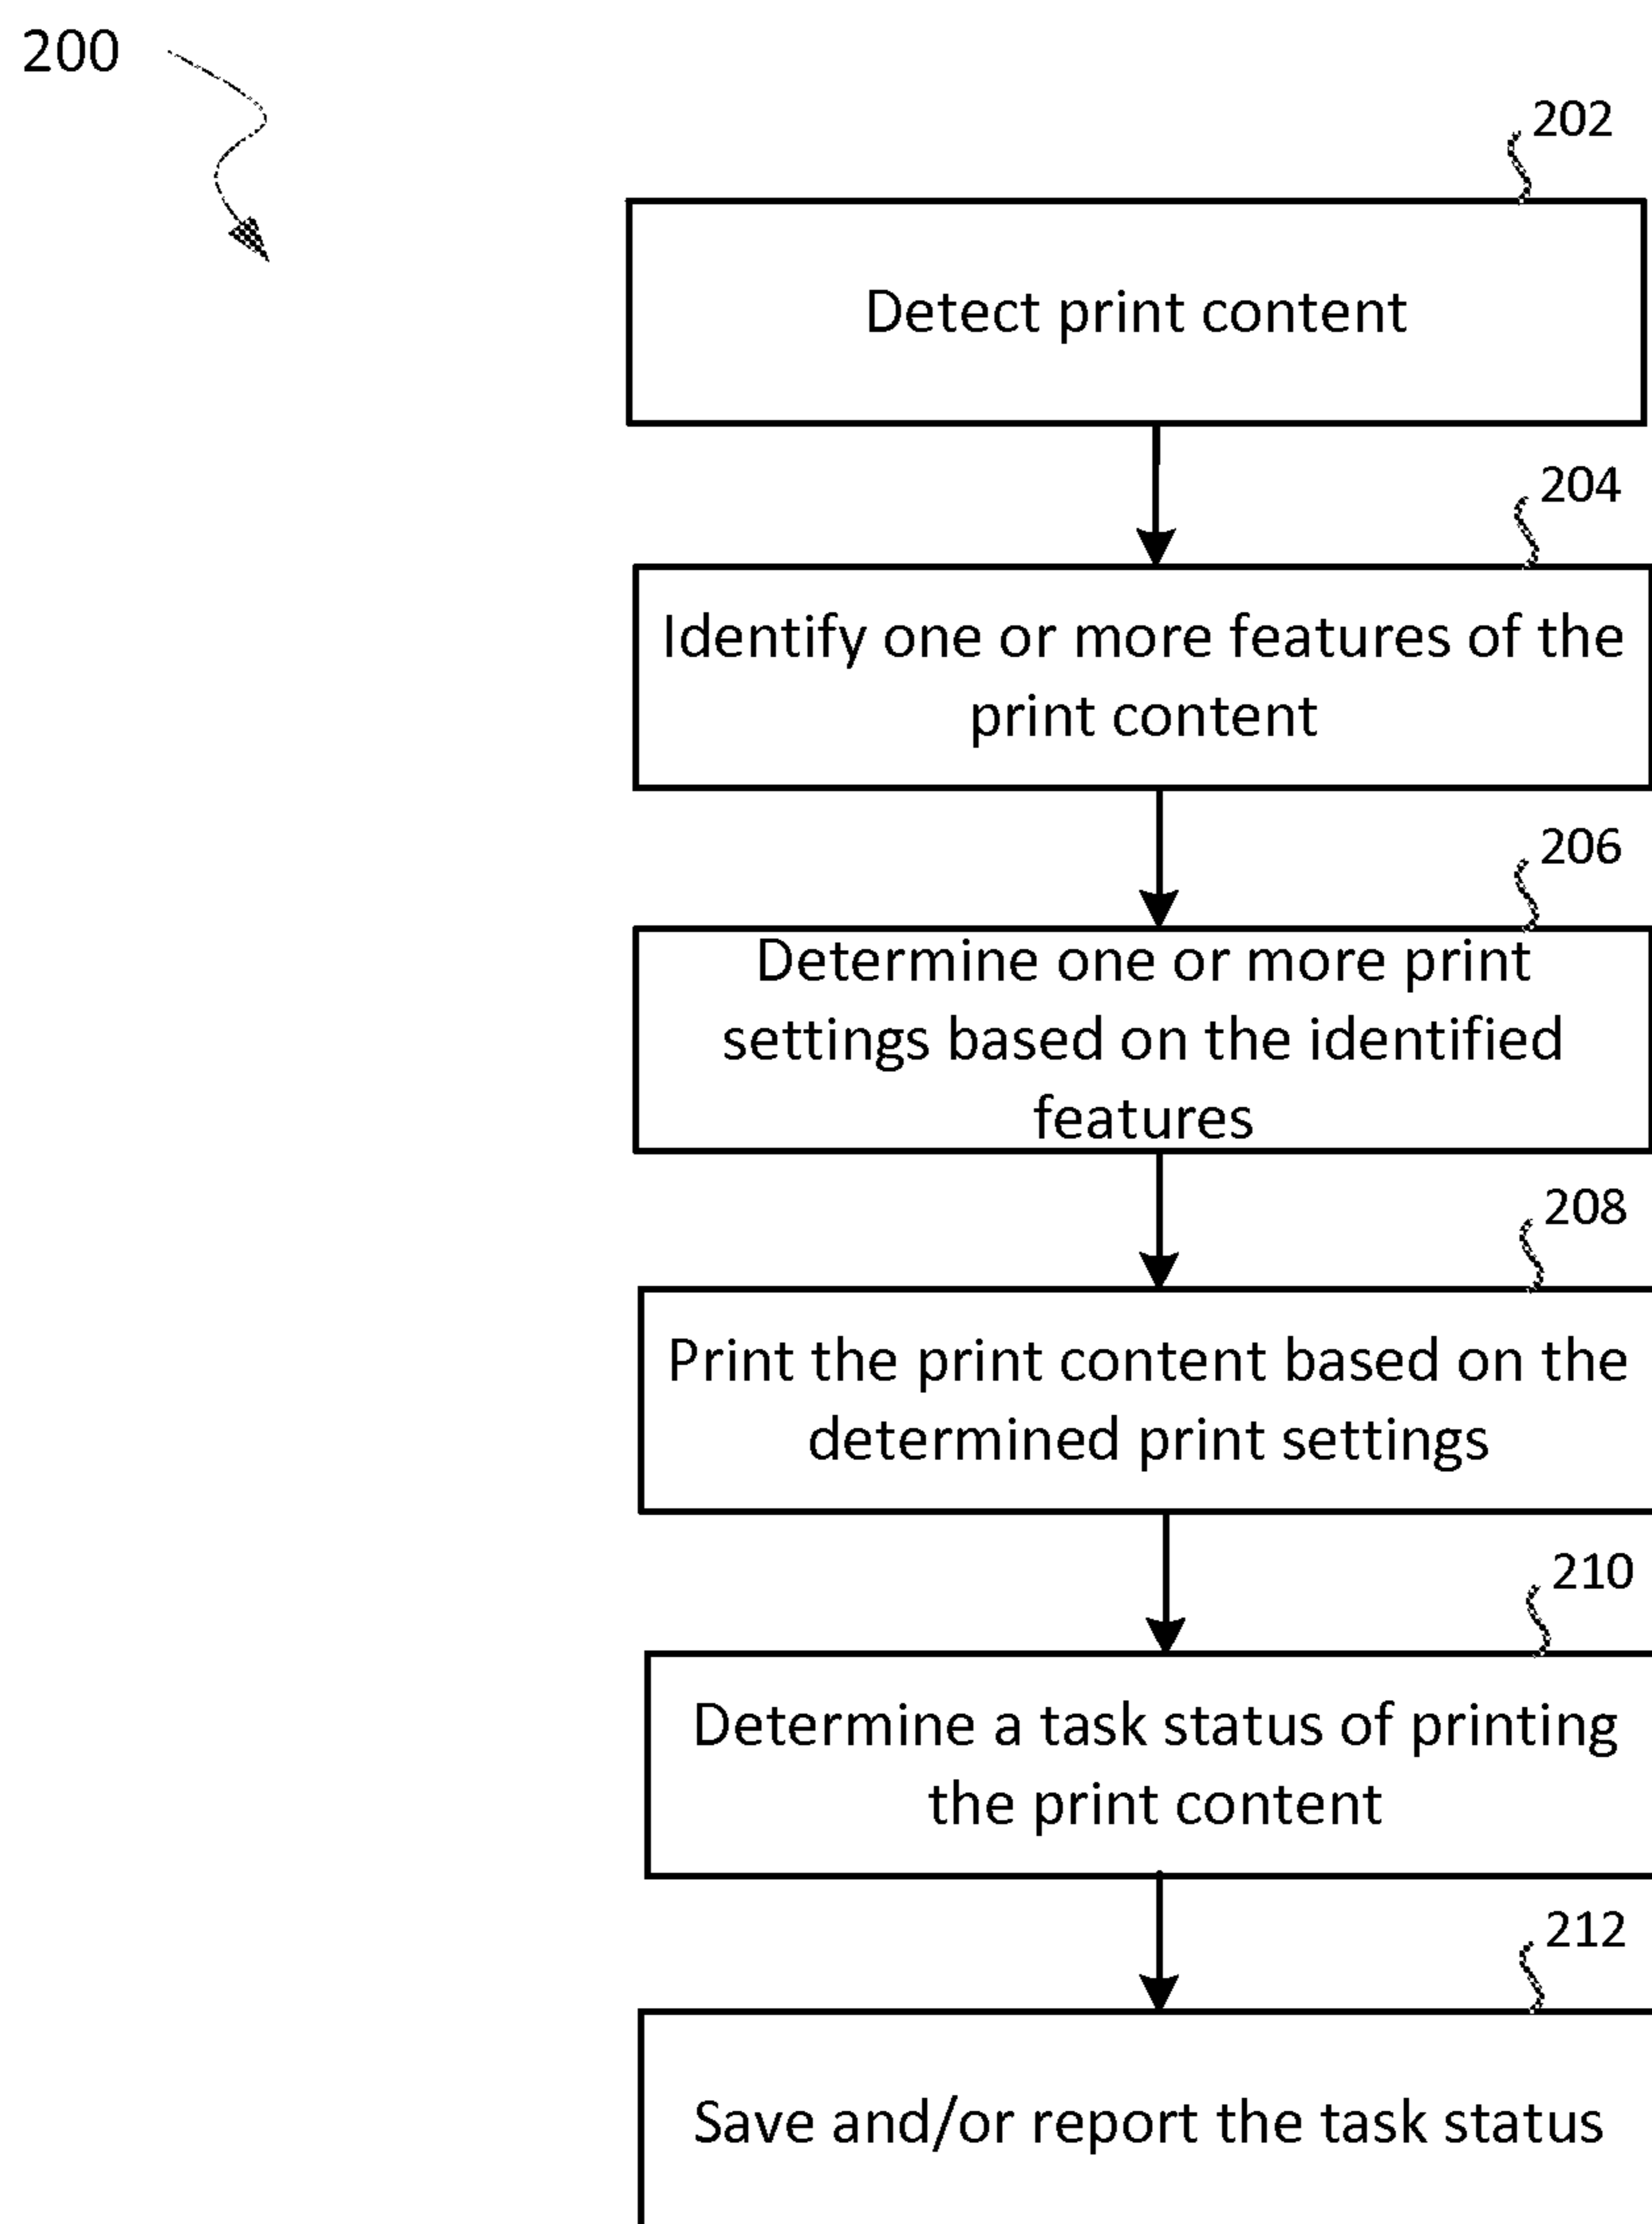 200
202
Detect print content
204
Identify one or more features of the
print content
206
Determine one or more print
settings based on the identified
features
208
Print the print content based on the
determined print settings
210
Determine a task status of printing
the print content
212
Save and/or report the task status